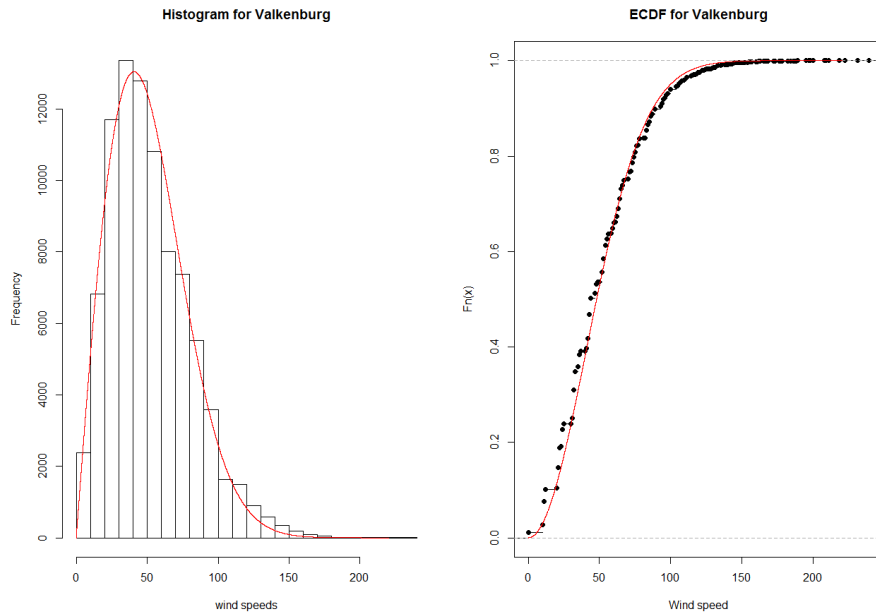 Histogram for Valkenburg
Frequency
0
2000
4000
6000
8000
10000
12000
0 50 100 150 200
wind speeds
ECDF for Valkenburg
Fn(x)
0.0
0.2
0.4
0.6
0.8
1.0
0 50 100 150 200
Wind speed